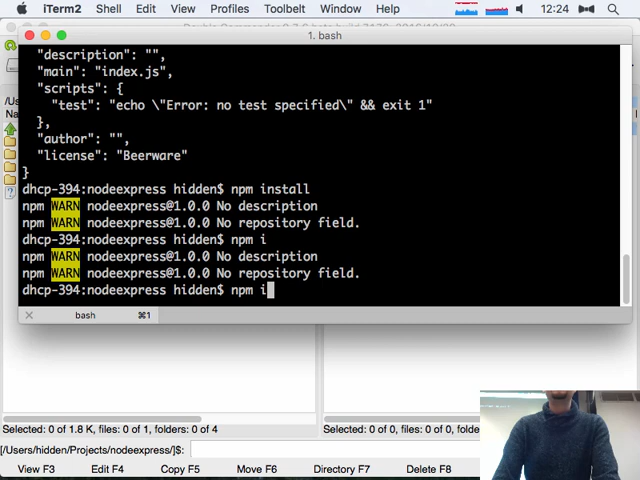 iTerm2 Shell Edit View Profiles Toolbelt Window Help 12:24
1. bash
"description": "",
"main": "index.js",
"scripts": {
"test": "echo \"Error: no test specified\" && exit 1"
},
"author": "",
"license": "Beerware"
}
dhcp-394:nodeexpress hidden$ npm install
npm WARN nodeexpress@1.0.0 No description
npm WARN nodeexpress@1.0.0 No repository field.
dhcp-394:nodeexpress hidden$ npm i
npm WARN nodeexpress@1.0.0 No description
npm WARN nodeexpress@1.0.0 No repository field.
dhcp-394:nodeexpress hidden$ npm i
bash ⌘1
Selected: 0 of 1.8 K, files: 0 of 1, folders: 0 of 4
Selected: 0 of 0, files: 0 of 0, folders:
[/Users/hidden/Projects/nodeexpress/]$:
View F3 Edit F4 Copy F5 Move F6 Directory F7 Delete F8